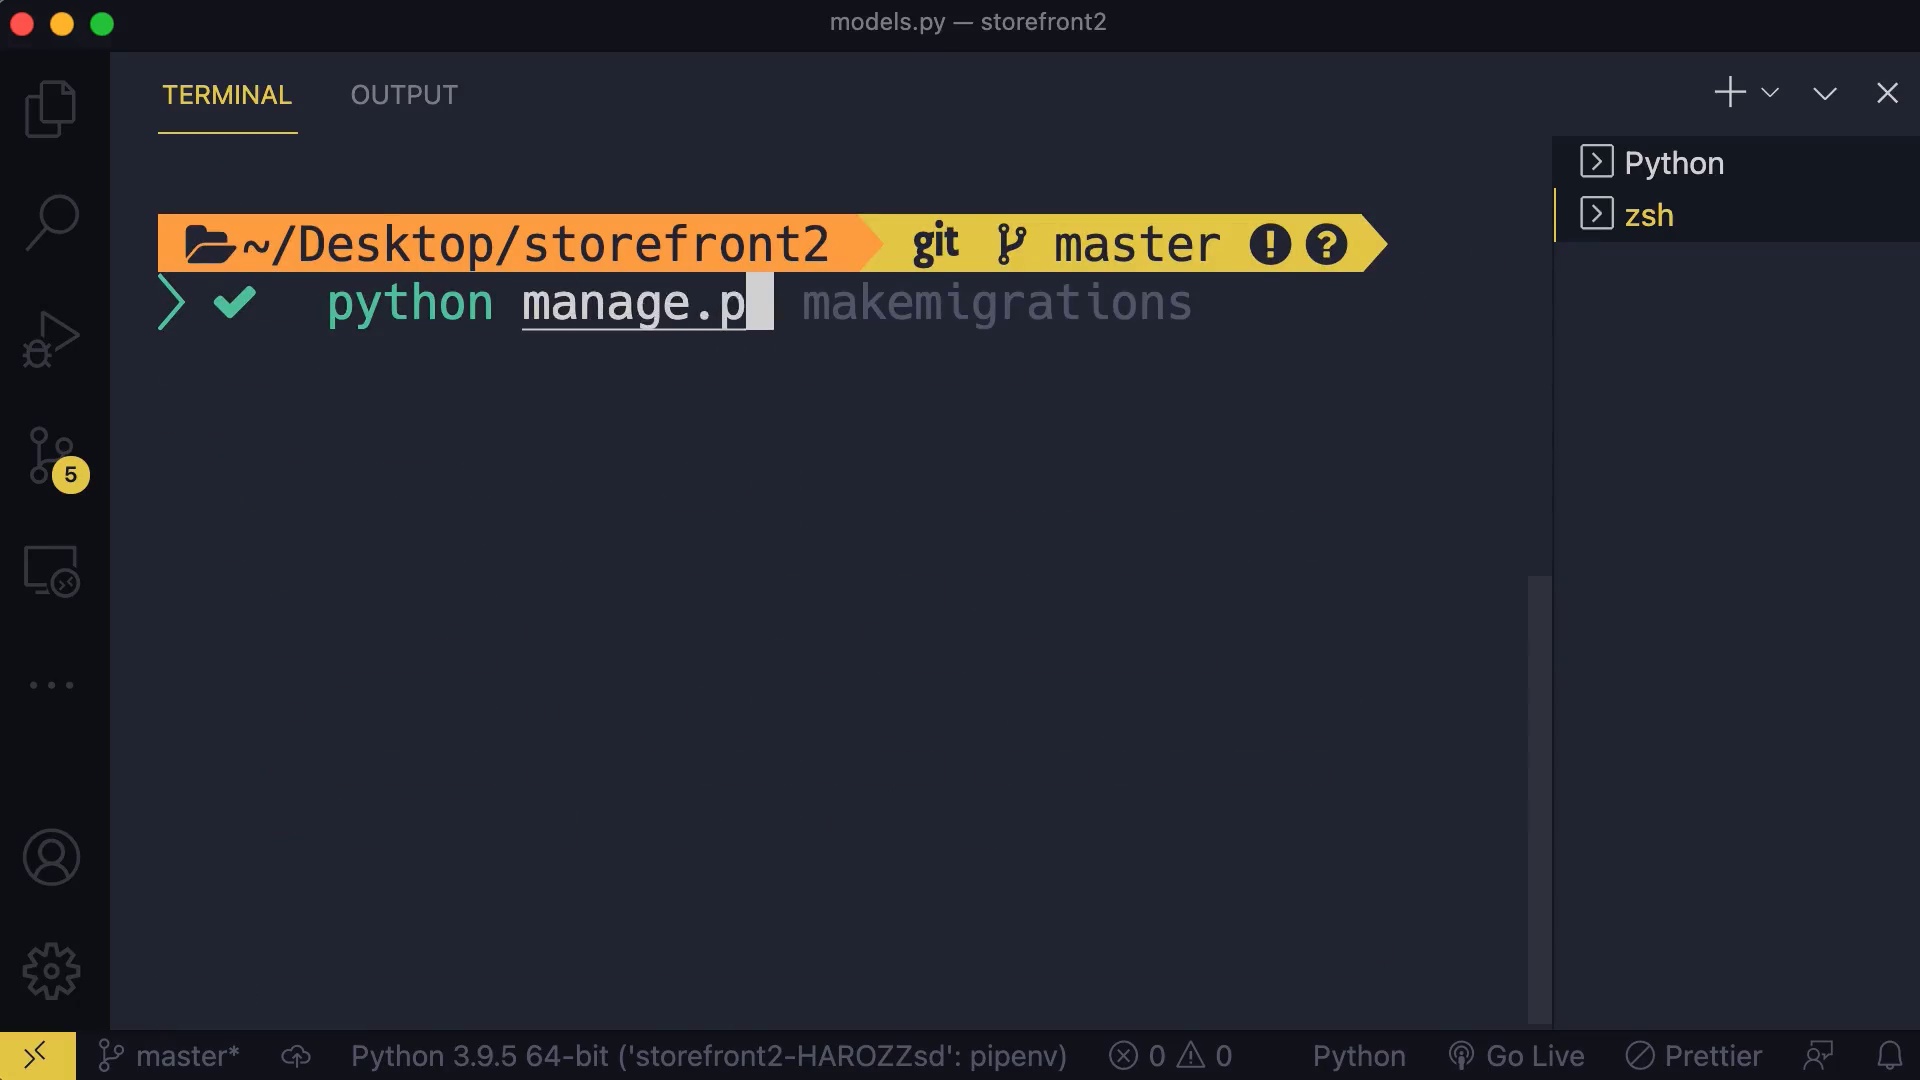 models.py — storefront2
TERMINAL OUTPUT
Python
zsh
~/Desktop/storefront2 git master ! ?
python manage.p makemigrations
5
master* Python 3.9.5 64-bit ('storefront2-HAROZZsd': pipenv) 0 0 Python Go Live Prettier